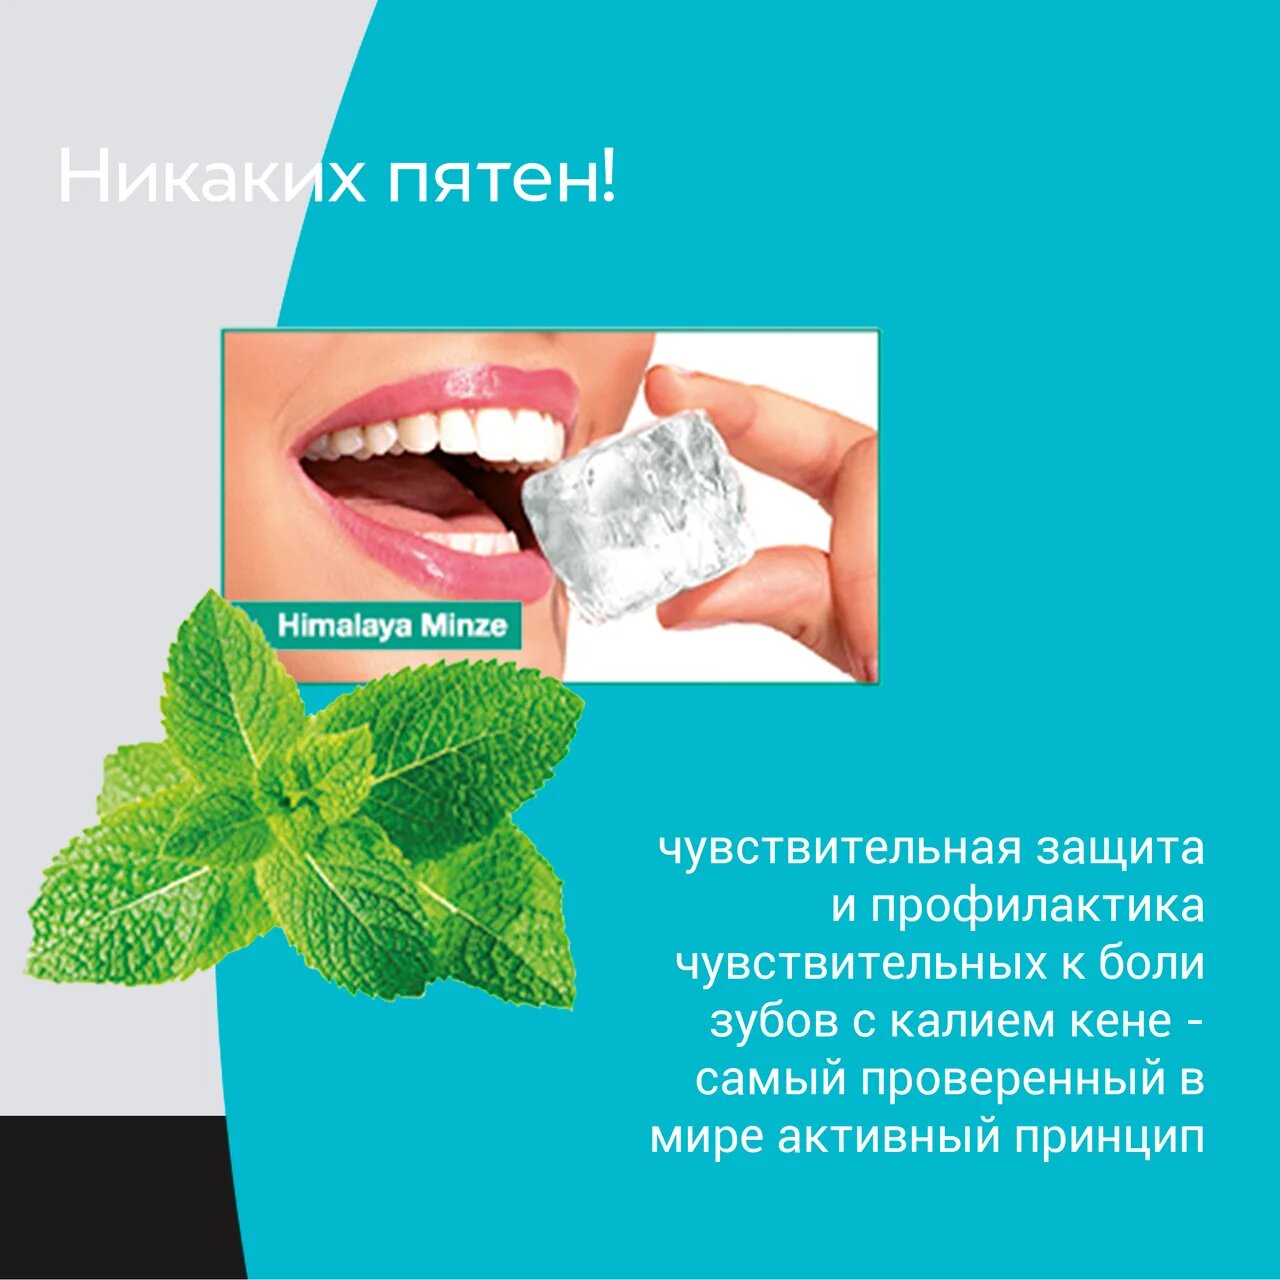 Никаких пятен!
Himalaya Minze
чувствительная защита
и профилактика
чувствительных к боли
зубов с калием кене -
самый проверенный в
мире активный принцип